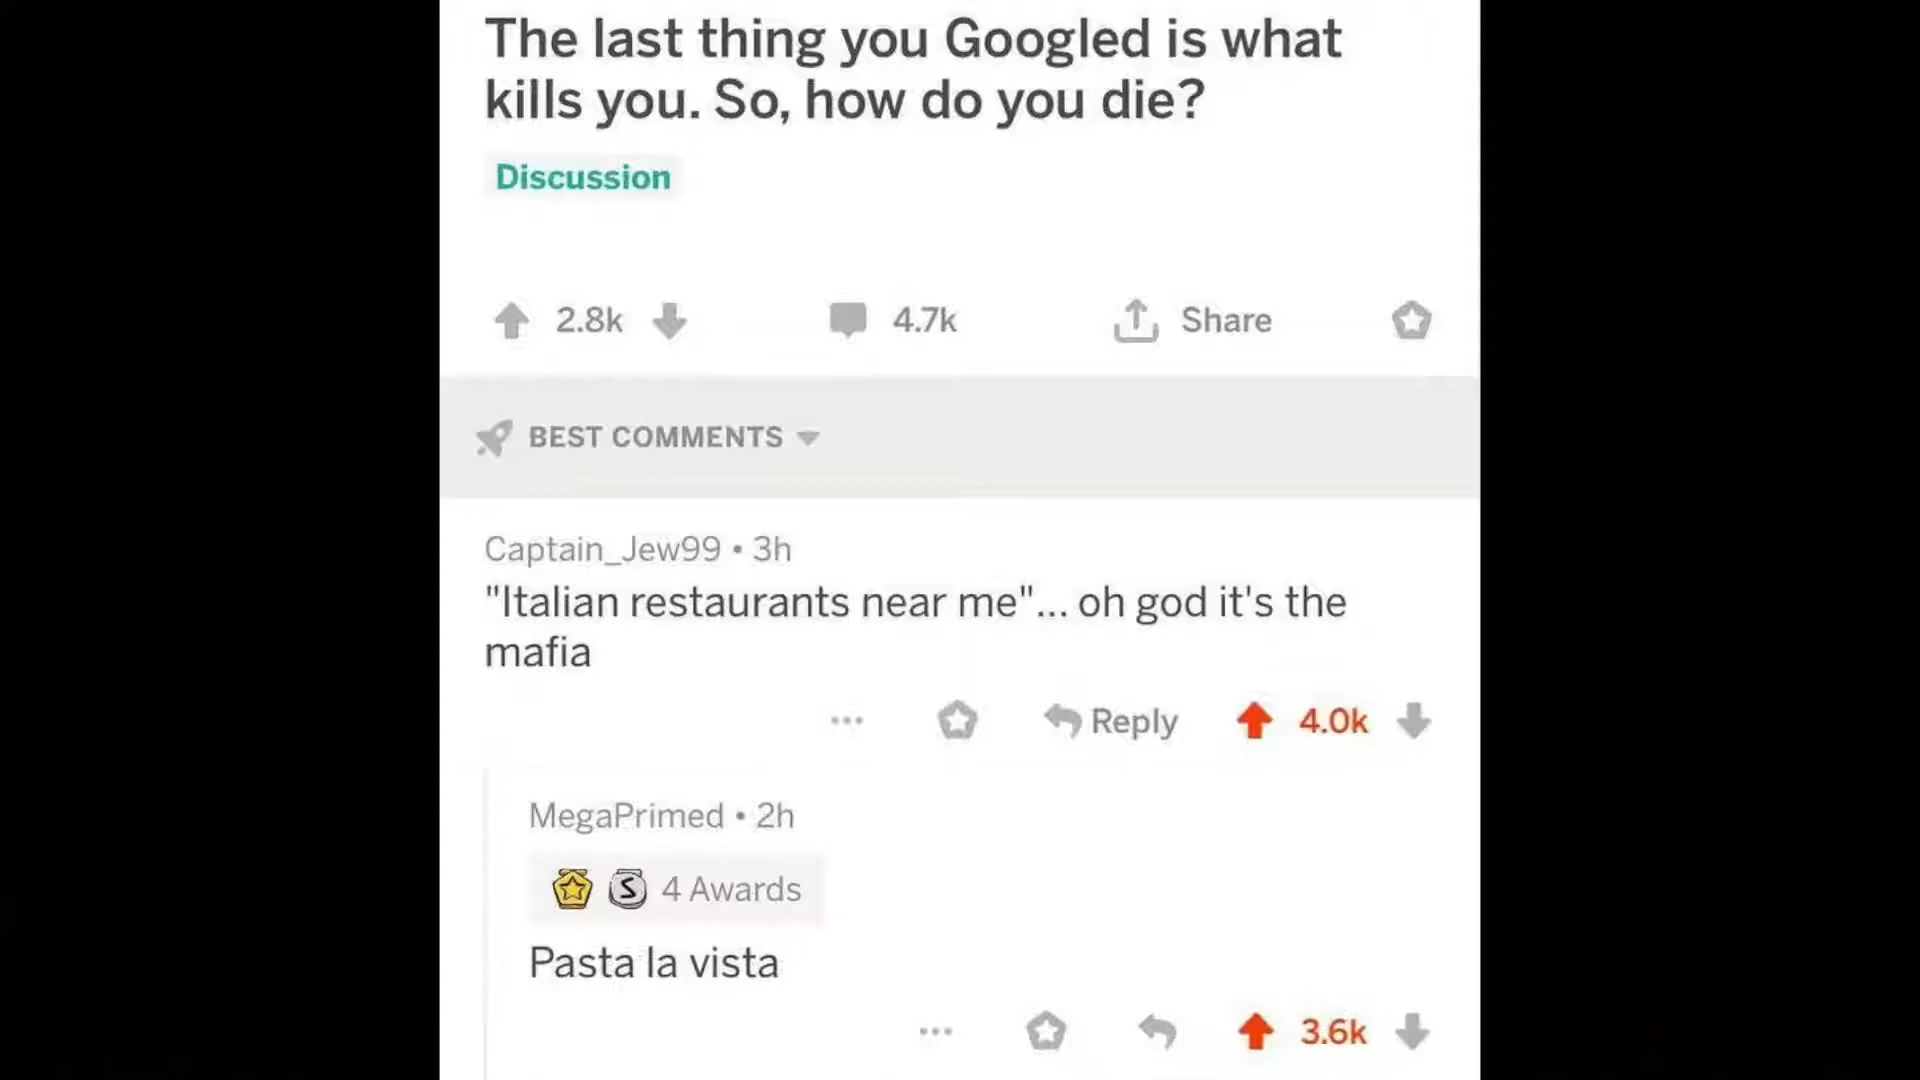 The last thing you Googled is what
kills you. So, how do you die?
Discussion
2.8k 4.7k Share
BEST COMMENTS
Captain_Jew99 • 3h
"Italian restaurants near me"... oh god it's the
mafia
... Reply 4.0k
MegaPrimed • 2h
S 4 Awards
Pasta la vista
... 3.6k